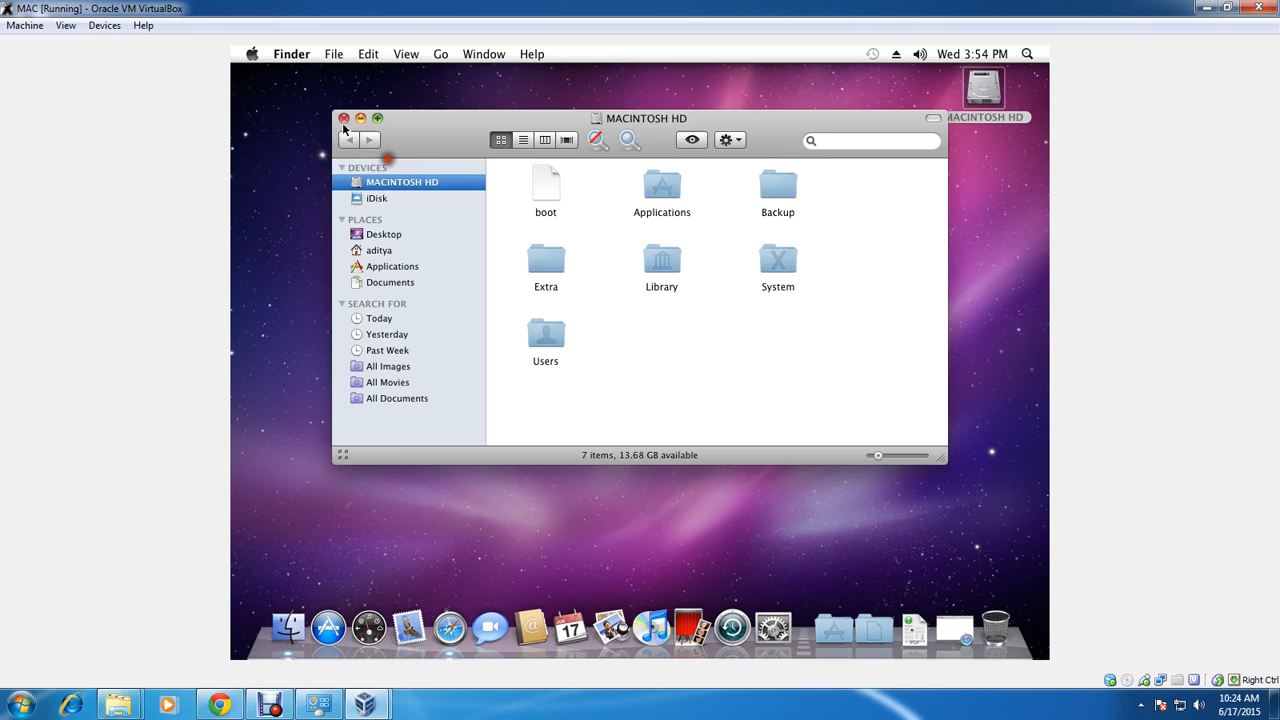 MAC [Running] - Oracle VM VirtualBox
Machine View Devices Help
Finder File Edit View Go Window Help
Wed 3:54 PM
MACINTOSH HD
MACINTOSH HD
DEVICES
MACINTOSH HD
iDisk
PLACES
Desktop
aditya
Applications
Documents
SEARCH FOR
Today
Yesterday
Past Week
All Images
All Movies
All Documents
boot
Applications
Backup
Extra
Library
System
Users
7 items, 13.68 GB available
17
Right Ctrl
10:24 AM
6/17/2015